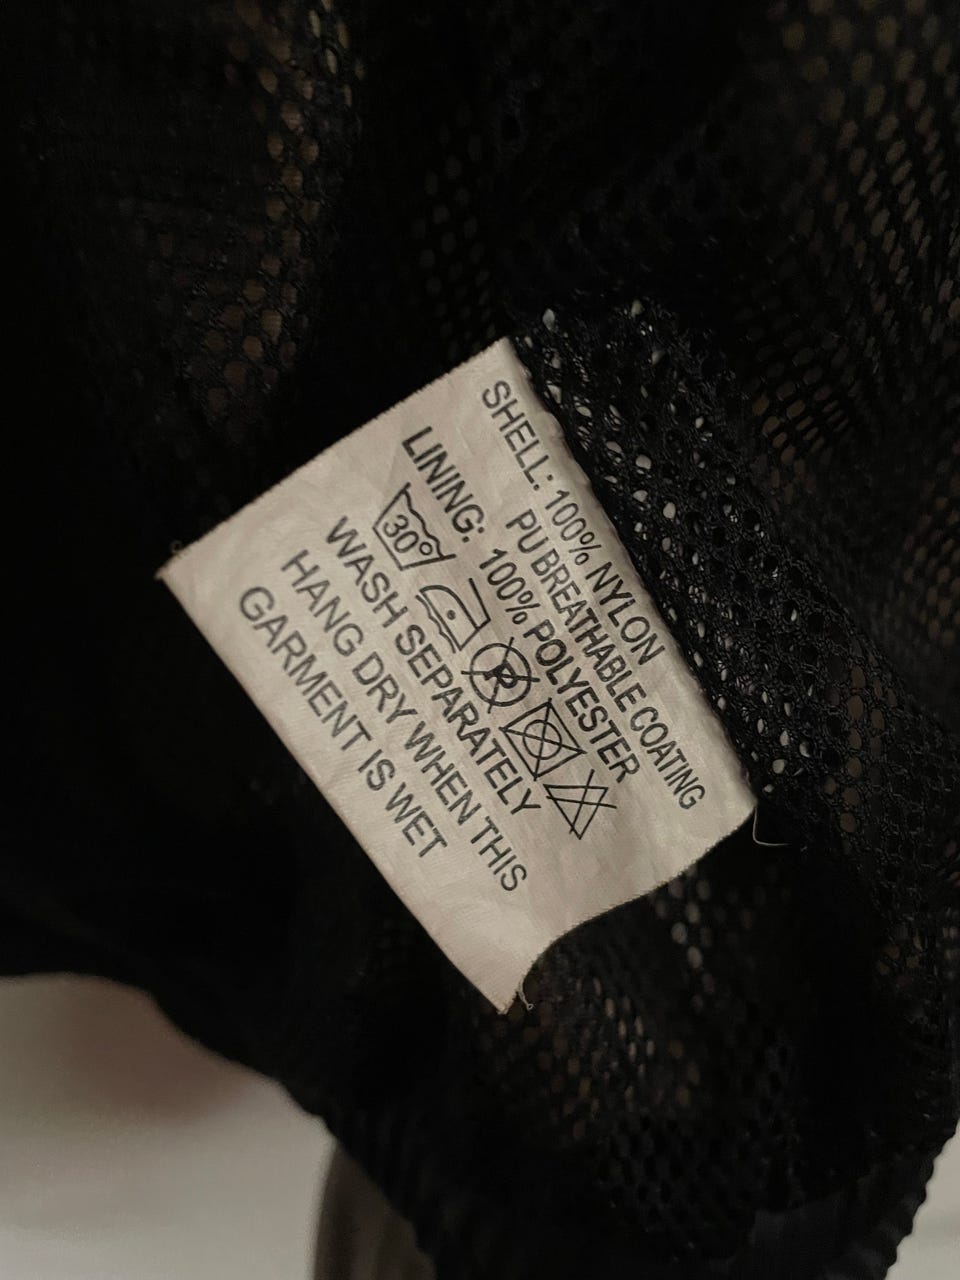 SHELL: 100% NYLON
PU BREATHABLE COATING
LINING: 100% POLYESTER
30° P
WASH SEPARATELY
HANG DRY WHEN THIS
GARMENT IS WET